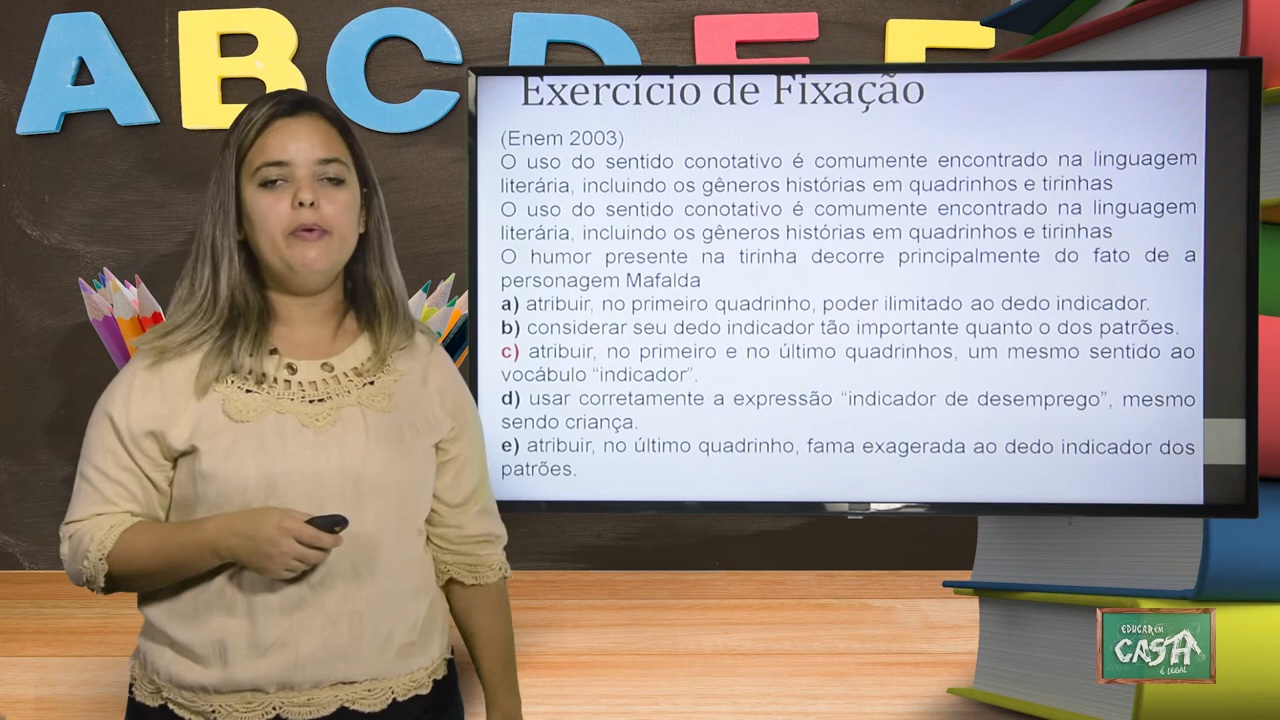 A B C D E F
Exercício de Fixação
(Enem 2003)
O uso do sentido conotativo é comumente encontrado na linguagem
literária, incluindo os gêneros histórias em quadrinhos e tirinhas
O uso do sentido conotativo é comumente encontrado na linguagem
literária, incluindo os gêneros histórias em quadrinhos e tirinhas
O humor presente na tirinha decorre principalmente do fato de a
personagem Mafalda
a) atribuir, no primeiro quadrinho, poder ilimitado ao dedo indicador.
b) considerar seu dedo indicador tão importante quanto o dos patrões.
c) atribuir, no primeiro e no último quadrinhos, um mesmo sentido ao
vocábulo “indicador”.
d) usar corretamente a expressão “indicador de desemprego”, mesmo
sendo criança.
e) atribuir, no último quadrinho, fama exagerada ao dedo indicador dos
patrões.
EDUCAR EM
CASA
É LEGAL